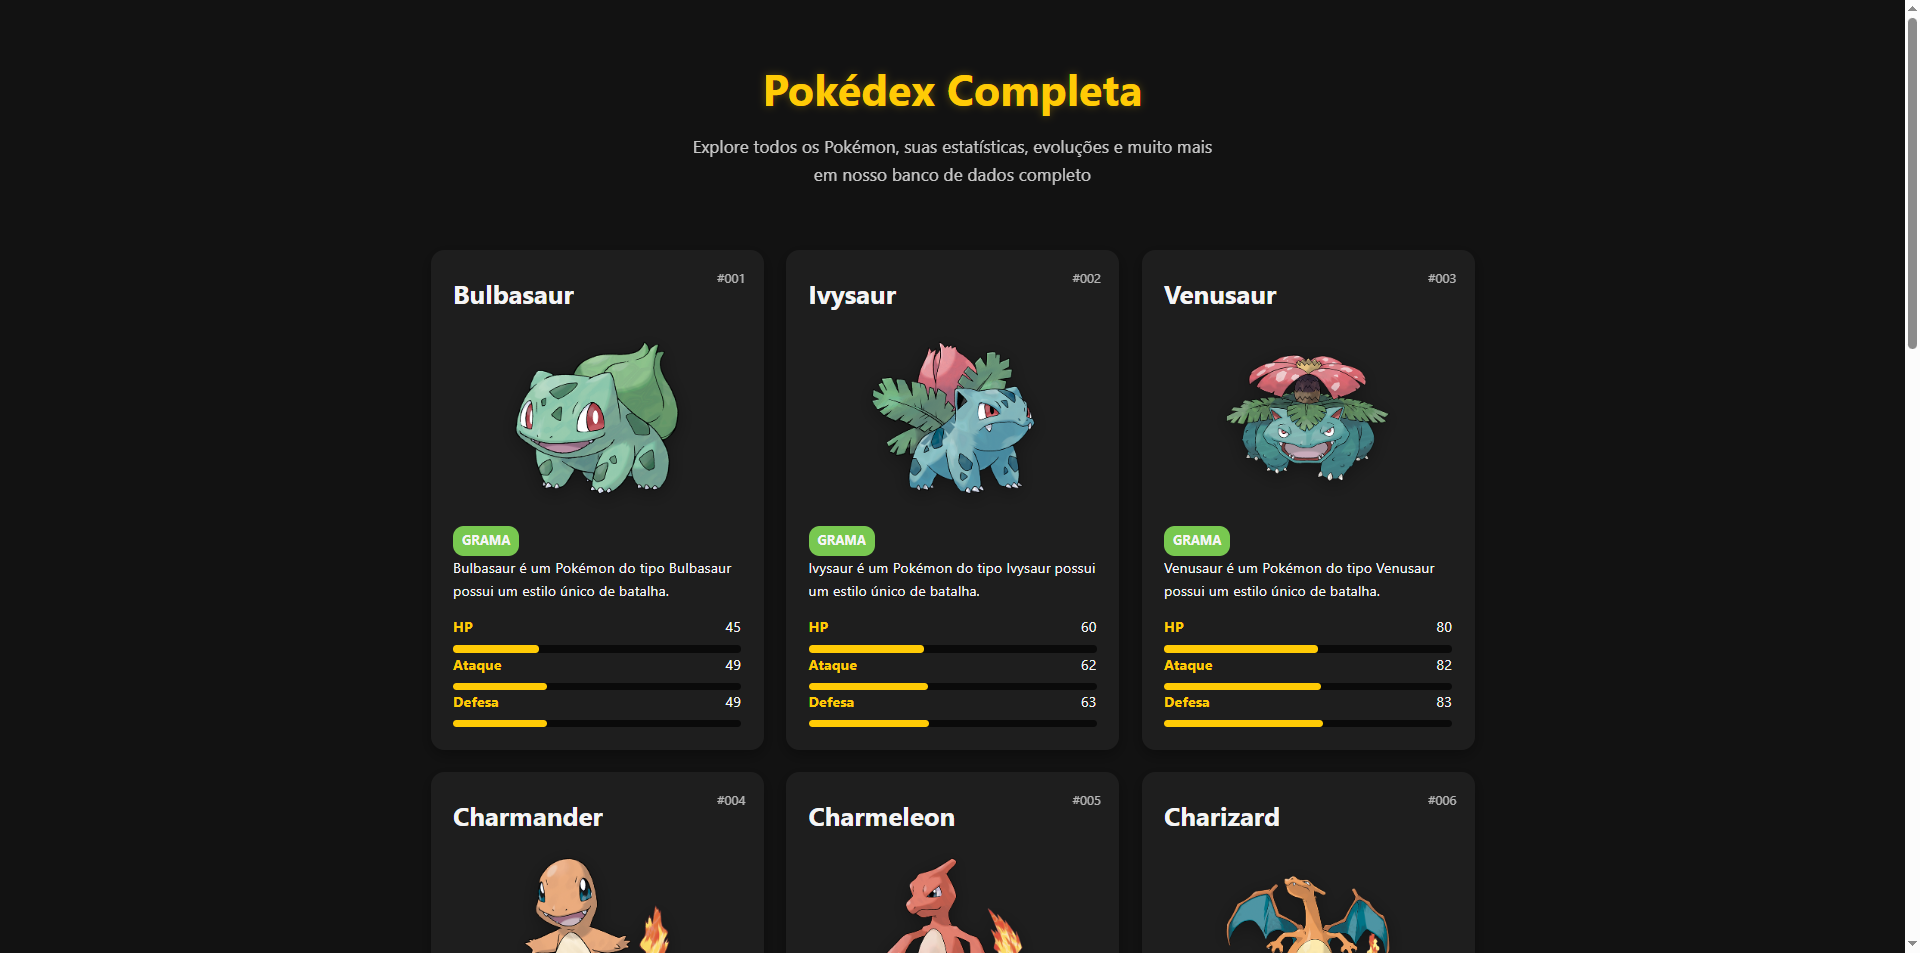 Pokédex Completa
Explore todos os Pokémon, suas estatísticas, evoluções e muito mais
em nosso banco de dados completo
#001
Bulbasaur
GRAMA
Bulbasaur é um Pokémon do tipo Bulbasaur
possui um estilo único de batalha.
HP 45
Ataque 49
Defesa 49
#002
Ivysaur
GRAMA
Ivysaur é um Pokémon do tipo Ivysaur possui
um estilo único de batalha.
HP 60
Ataque 62
Defesa 63
#003
Venusaur
GRAMA
Venusaur é um Pokémon do tipo Venusaur
possui um estilo único de batalha.
HP 80
Ataque 82
Defesa 83
#004
Charmander
#005
Charmeleon
#006
Charizard